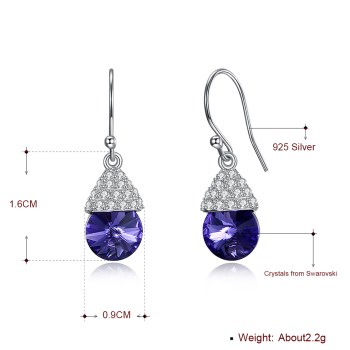 925 Silver
1.6CM
Crystals from Swarovski
0.9CM
Weight: About2.2g